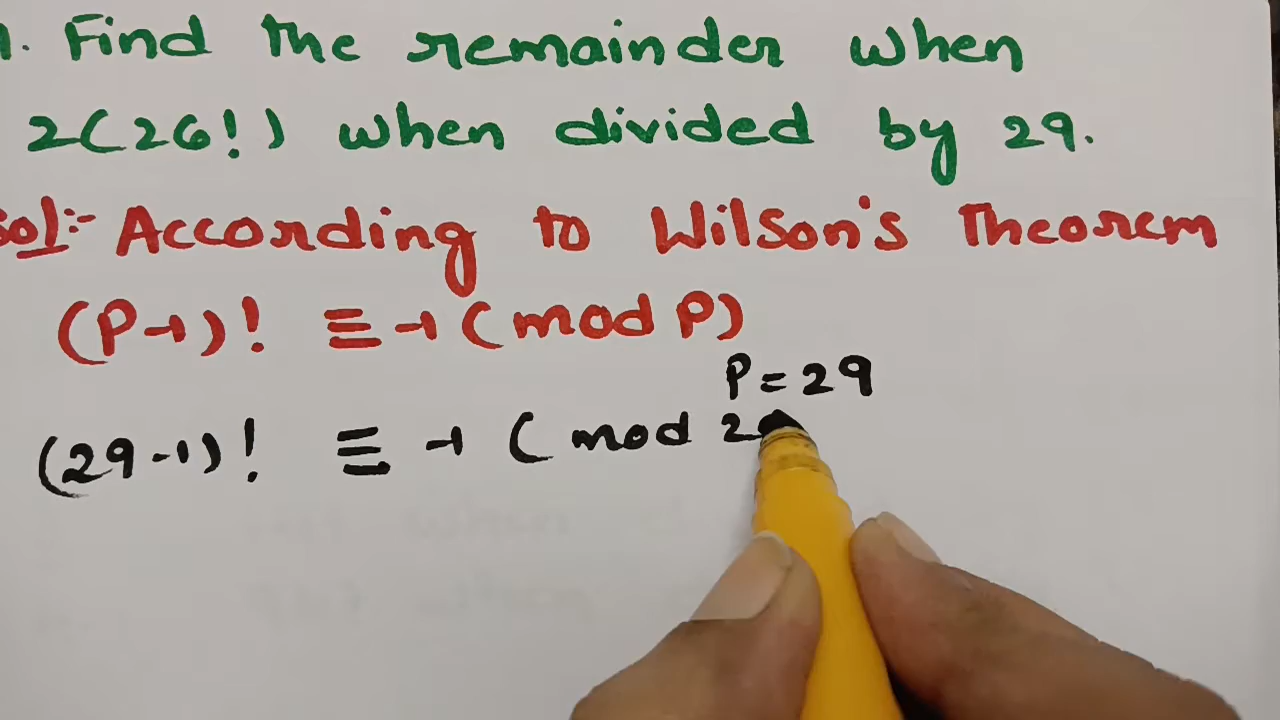 . Find the remainder when
2(26!) when divided by 29.
Sol:- According to Wilson's Theorem
(P-1)! ≡ -1 (mod P)
P = 29
(29-1)! ≡ -1 (mod 29